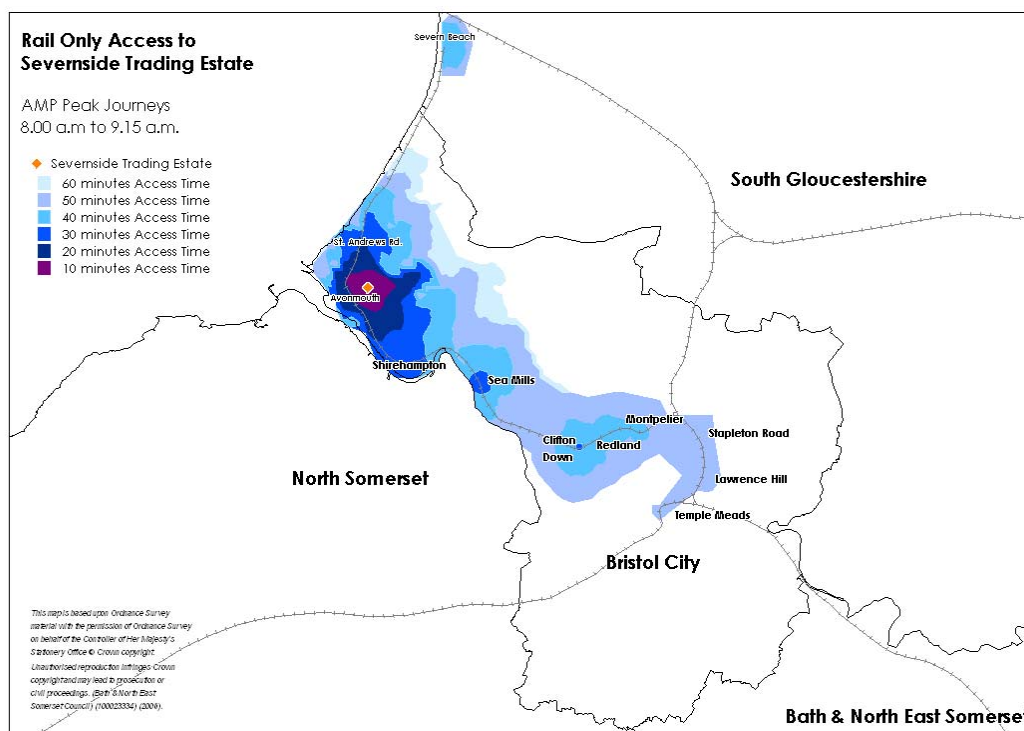 Rail Only Access to
Severnside Trading Estate
AMP Peak Journeys
8.00 a.m to 9.15 a.m.
Severnside Trading Estate
60 minutes Access Time
50 minutes Access Time
40 minutes Access Time
30 minutes Access Time
20 minutes Access Time
10 minutes Access Time
Severn Beach
South Gloucestershire
St. Andrews Rd.
Avonmouth
Shirehampton
Sea Mills
Montpelier
Clifton
Down
Redland
Stapleton Road
Lawrence Hill
Temple Meads
North Somerset
Bristol City
Bath & North East Somerset
This map is based upon Ordnance Survey
material with the permission of Ordnance Survey
on behalf of the Controller of Her Majesty's
Stationery Office © Crown copyright.
Unauthorised reproduction infringes Crown
copyright and may lead to prosecution or
civil proceedings. (Bath & North East
Somerset Council) (100023334) (2006).